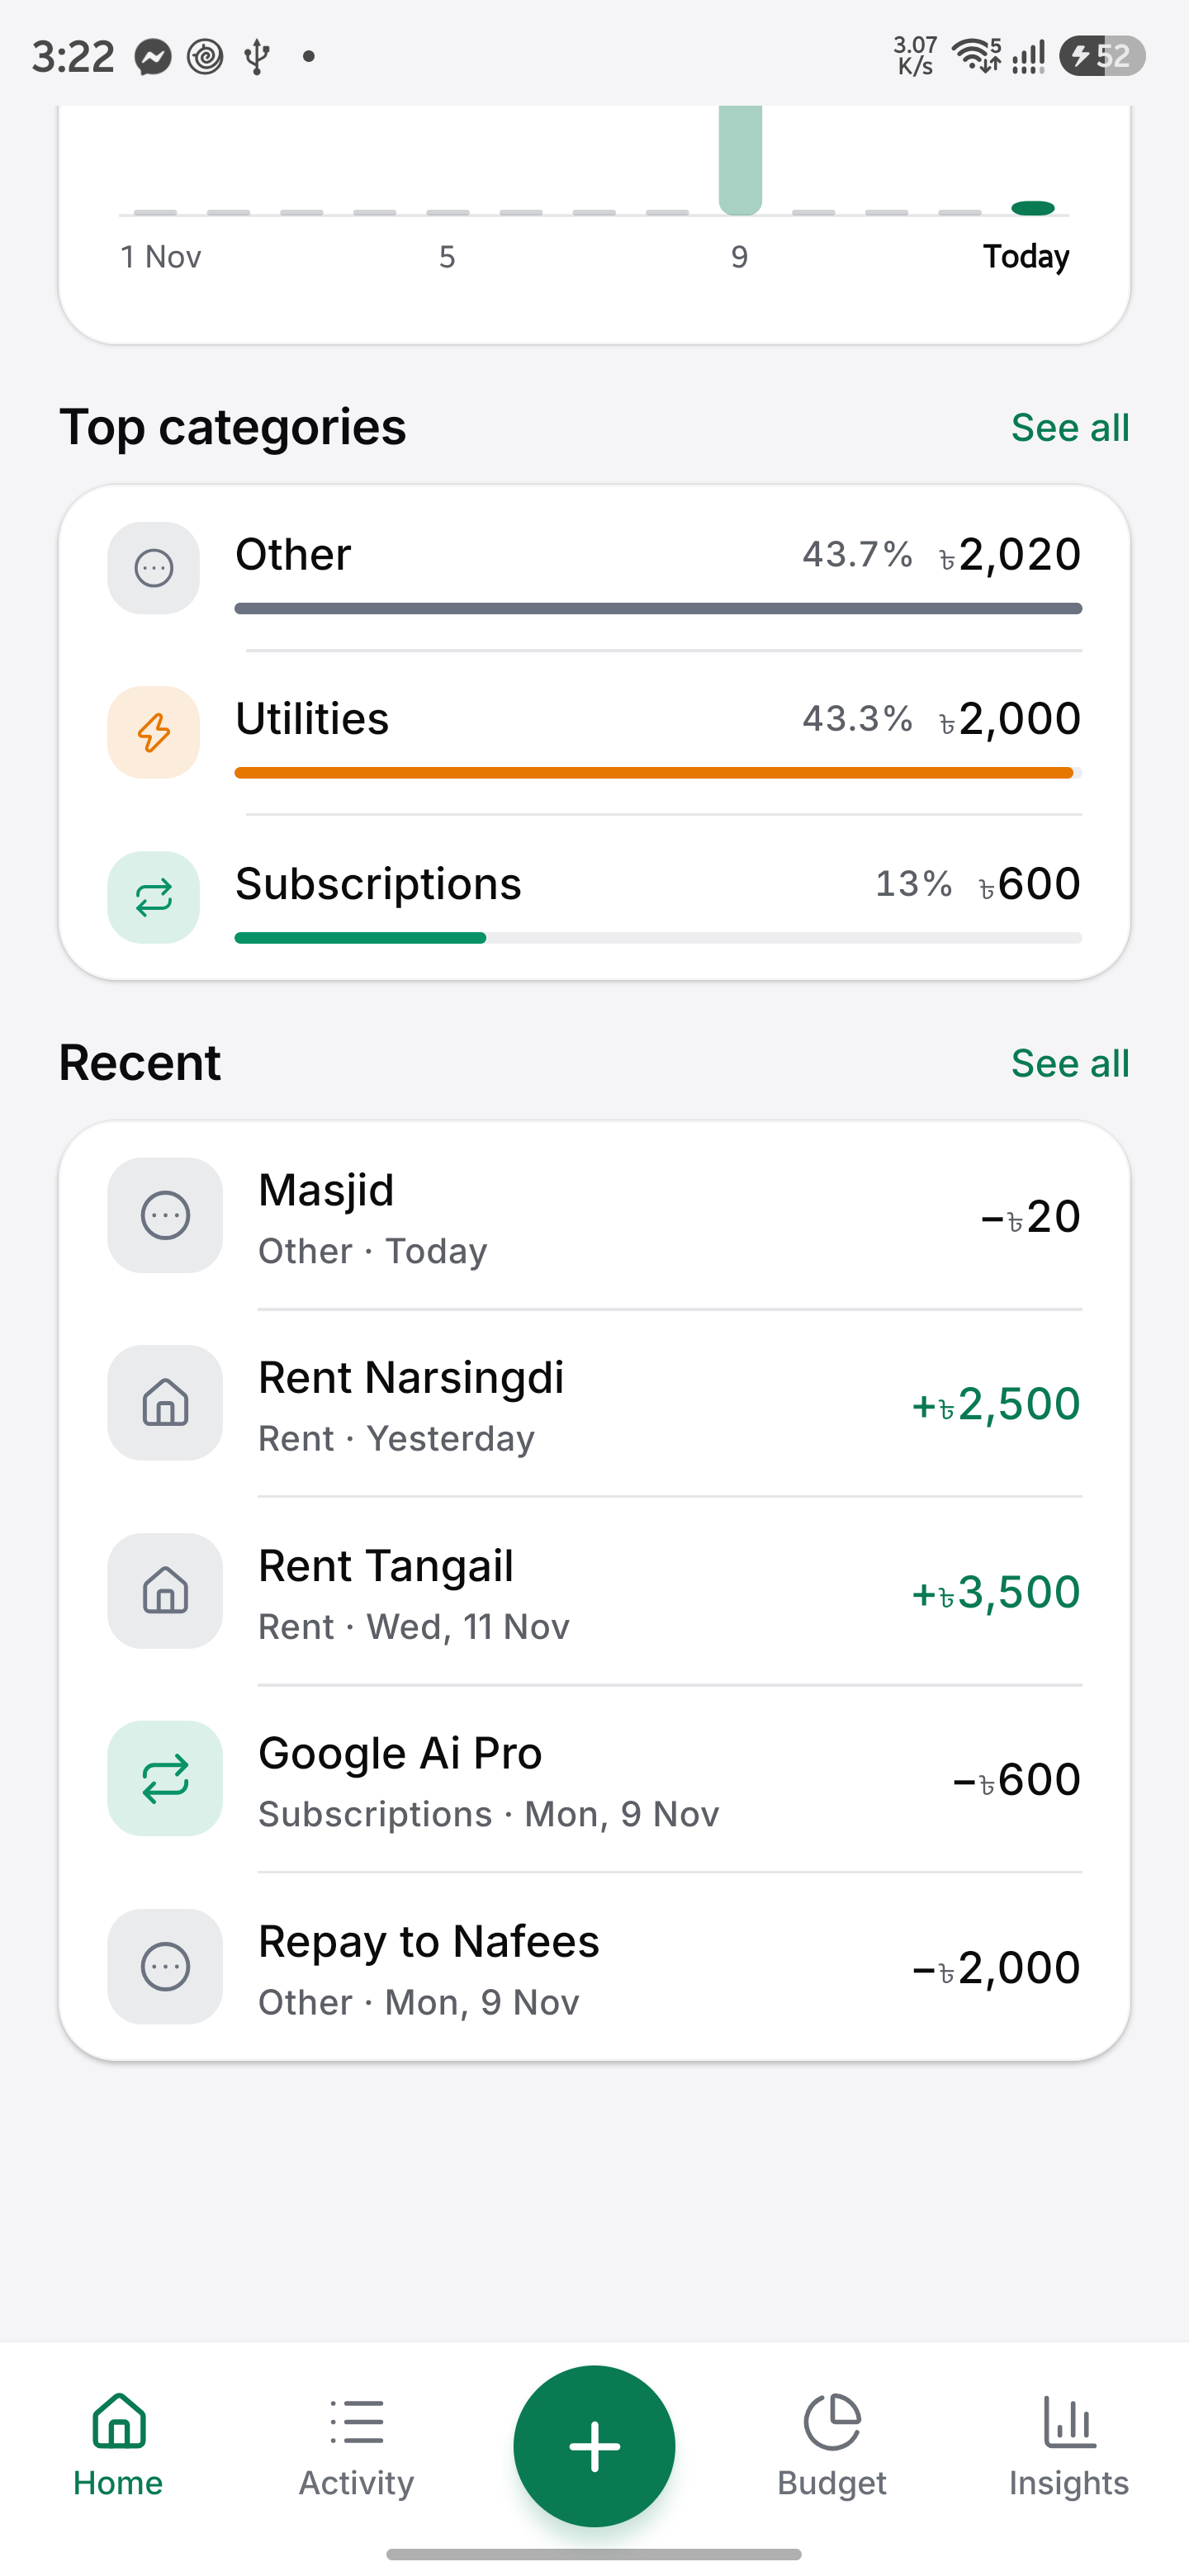 3:22
3.07
K/s
5
52
1 Nov 5 9 Today
Top categories See all
Other 43.7% ৳2,020
Utilities 43.3% ৳2,000
Subscriptions 13% ৳600
Recent See all
Masjid
Other · Today
−৳20
Rent Narsingdi
Rent · Yesterday
+৳2,500
Rent Tangail
Rent · Wed, 11 Nov
+৳3,500
Google Ai Pro
Subscriptions · Mon, 9 Nov
−৳600
Repay to Nafees
Other · Mon, 9 Nov
−৳2,000
Home Activity Budget Insights